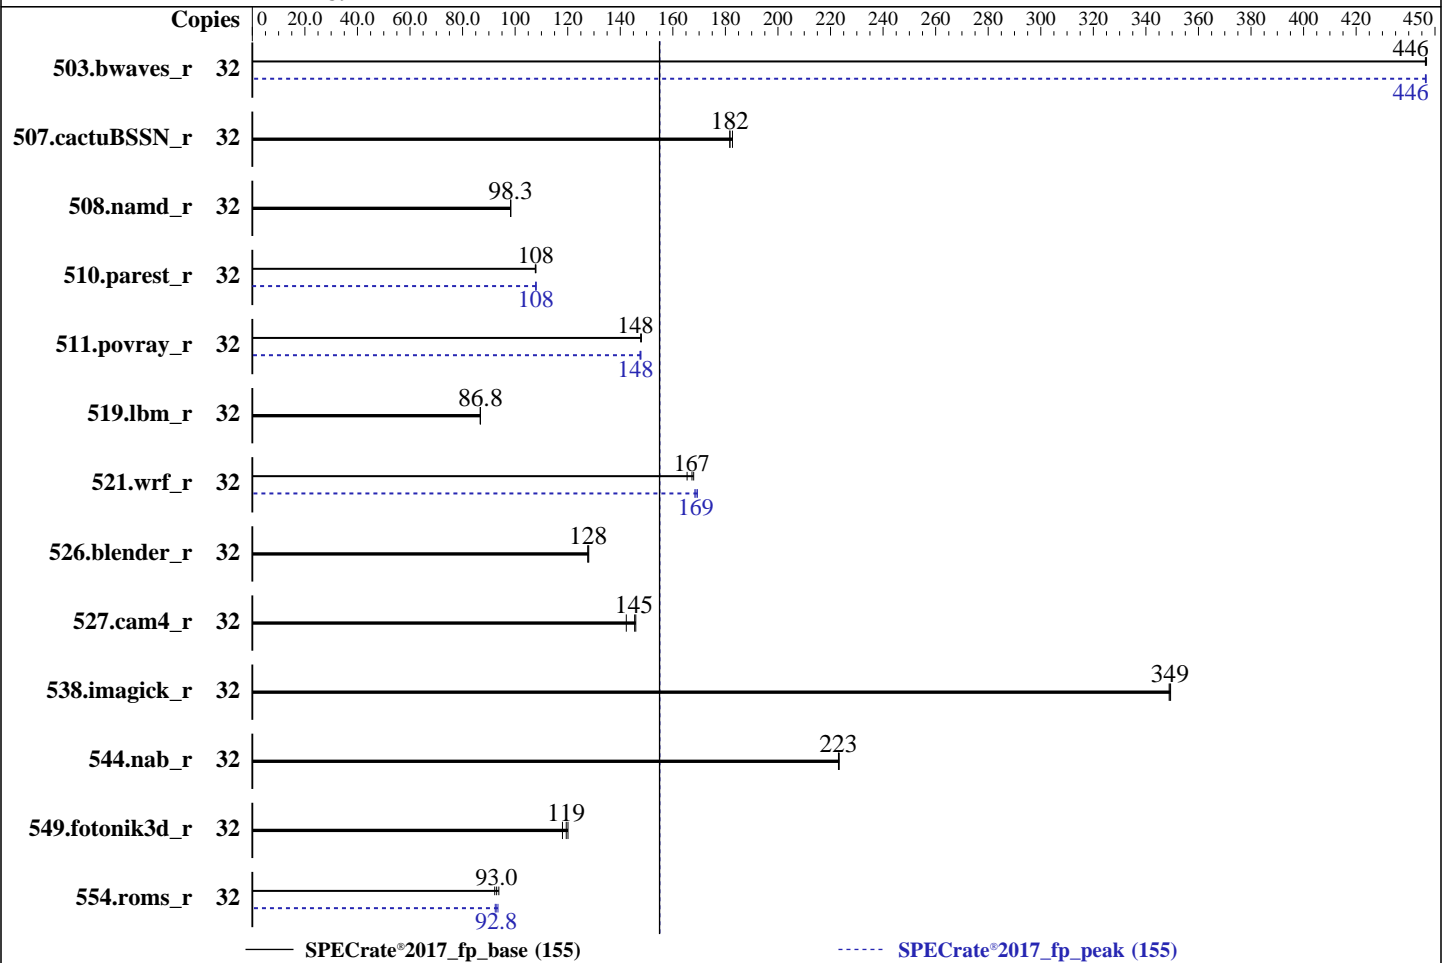 Copies 0 20.0 40.0 60.0 80.0 100 120 140 160 180 200 220 240 260 280 300 320 340 360 380 400 420 450
503.bwaves_r 32 446
446
507.cactuBSSN_r 32 182
508.namd_r 32 98.3
510.parest_r 32 108
108
511.povray_r 32 148
148
519.lbm_r 32 86.8
521.wrf_r 32 167
169
526.blender_r 32 128
527.cam4_r 32 145
538.imagick_r 32 349
544.nab_r 32 223
549.fotonik3d_r 32 119
554.roms_r 32 93.0
92.8
SPECrate®2017_fp_base (155) SPECrate®2017_fp_peak (155)